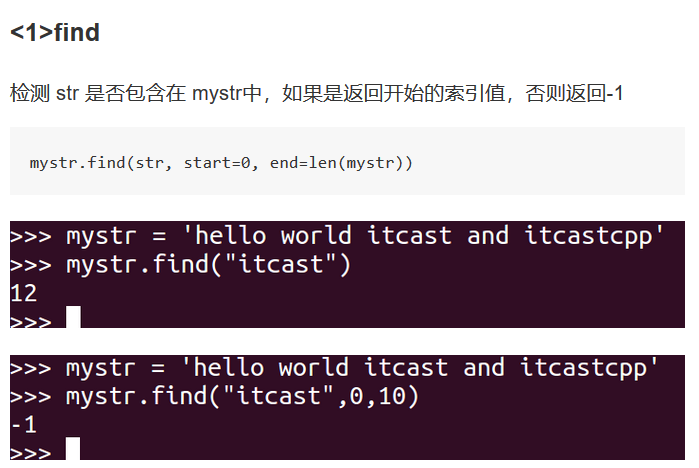 <1>find
检测 str 是否包含在 mystr中，如果是返回开始的索引值，否则返回-1
mystr.find(str, start=0, end=len(mystr))
>>> mystr = 'hello world itcast and itcastcpp'
>>> mystr.find("itcast")
12
>>>
>>> mystr = 'hello world itcast and itcastcpp'
>>> mystr.find("itcast",0,10)
-1
>>>